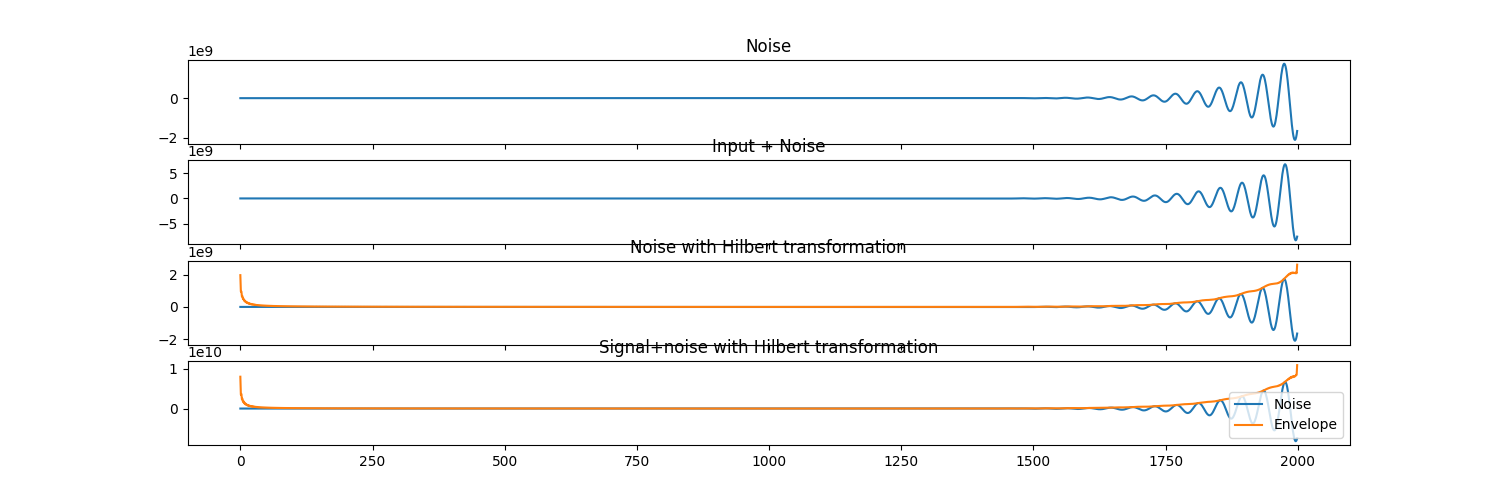 Noise
1e9
0
−2
Input + Noise
1e9
5
0
−5
Noise with Hilbert transformation
1e9
2
0
−2
Signal+noise with Hilbert transformation
1e10
1
0
Noise
Envelope
0 250 500 750 1000 1250 1500 1750 2000